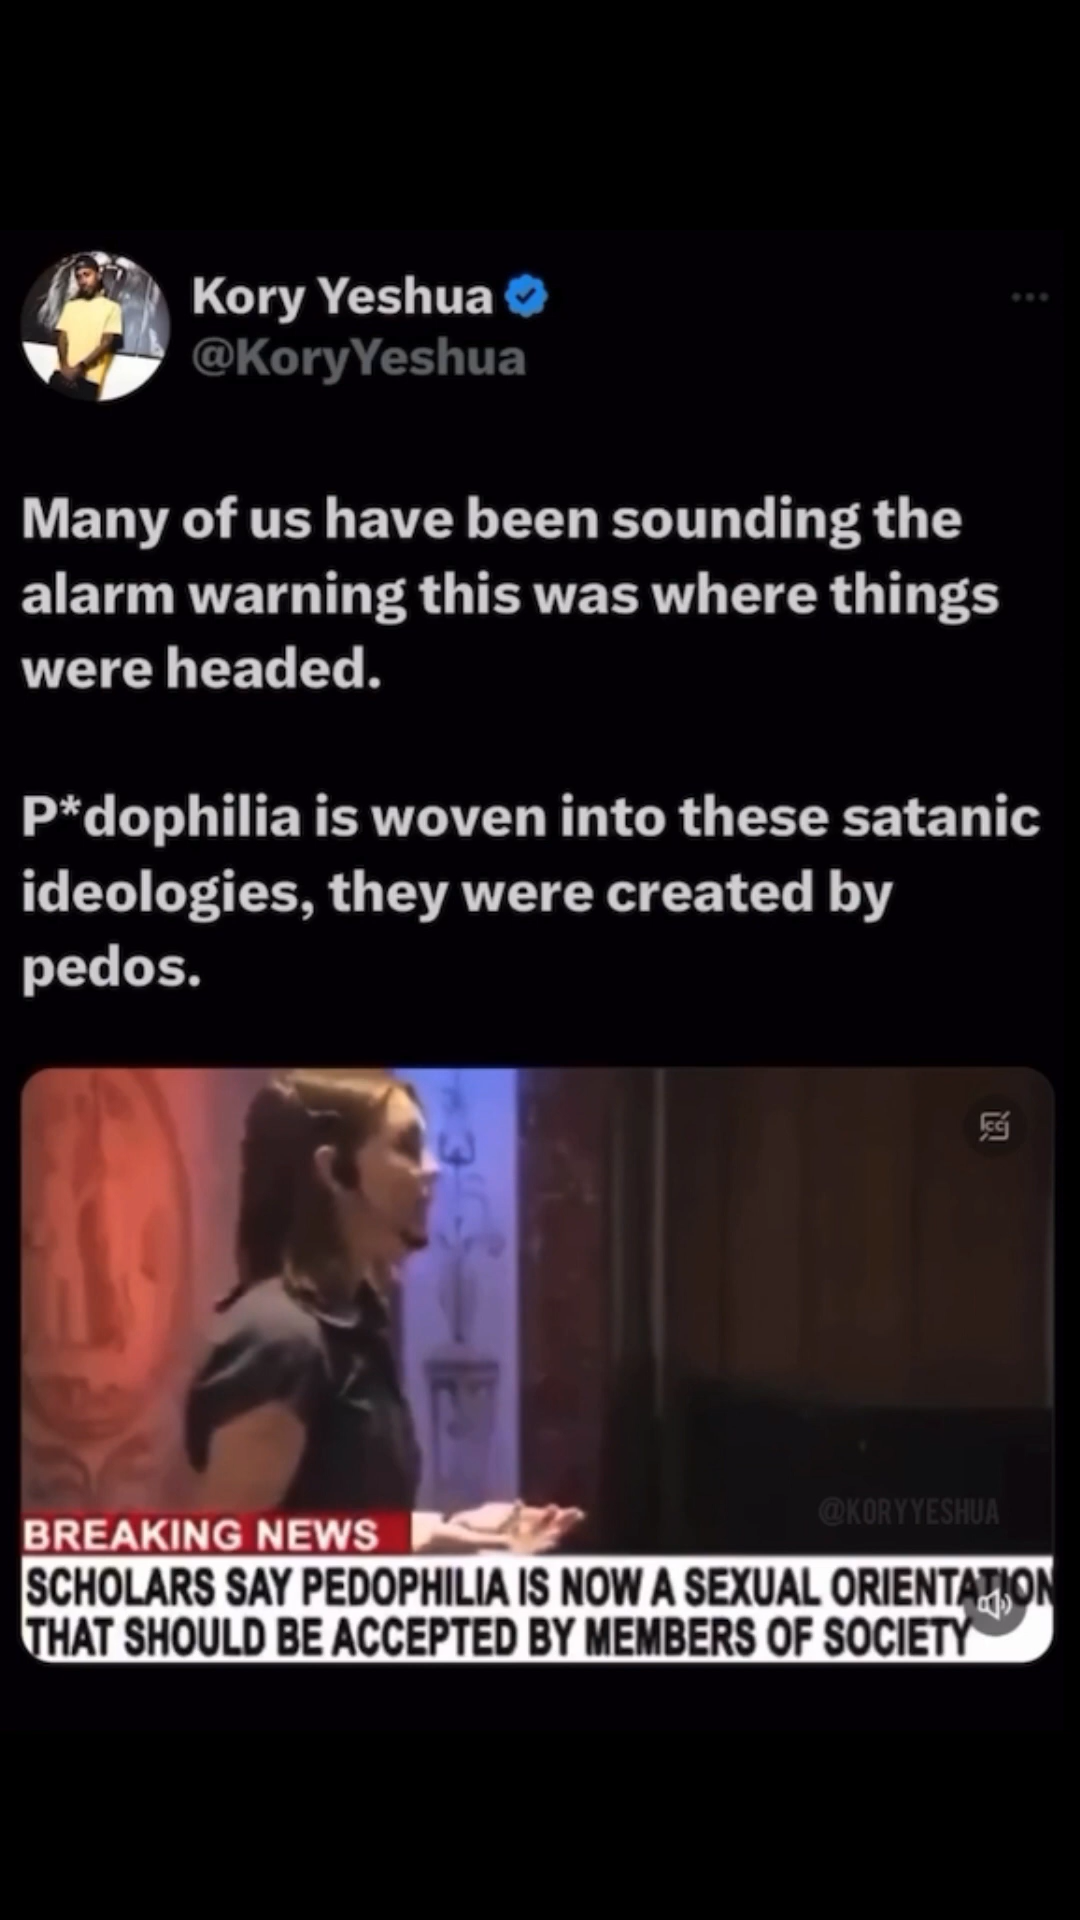 Kory Yeshua
@KoryYeshua
Many of us have been sounding the
alarm warning this was where things
were headed.
P*dophilia is woven into these satanic
ideologies, they were created by
pedos.
CC
@KORYYESHUA
BREAKING NEWS
SCHOLARS SAY PEDOPHILIA IS NOW A SEXUAL ORIENTATION
THAT SHOULD BE ACCEPTED BY MEMBERS OF SOCIETY